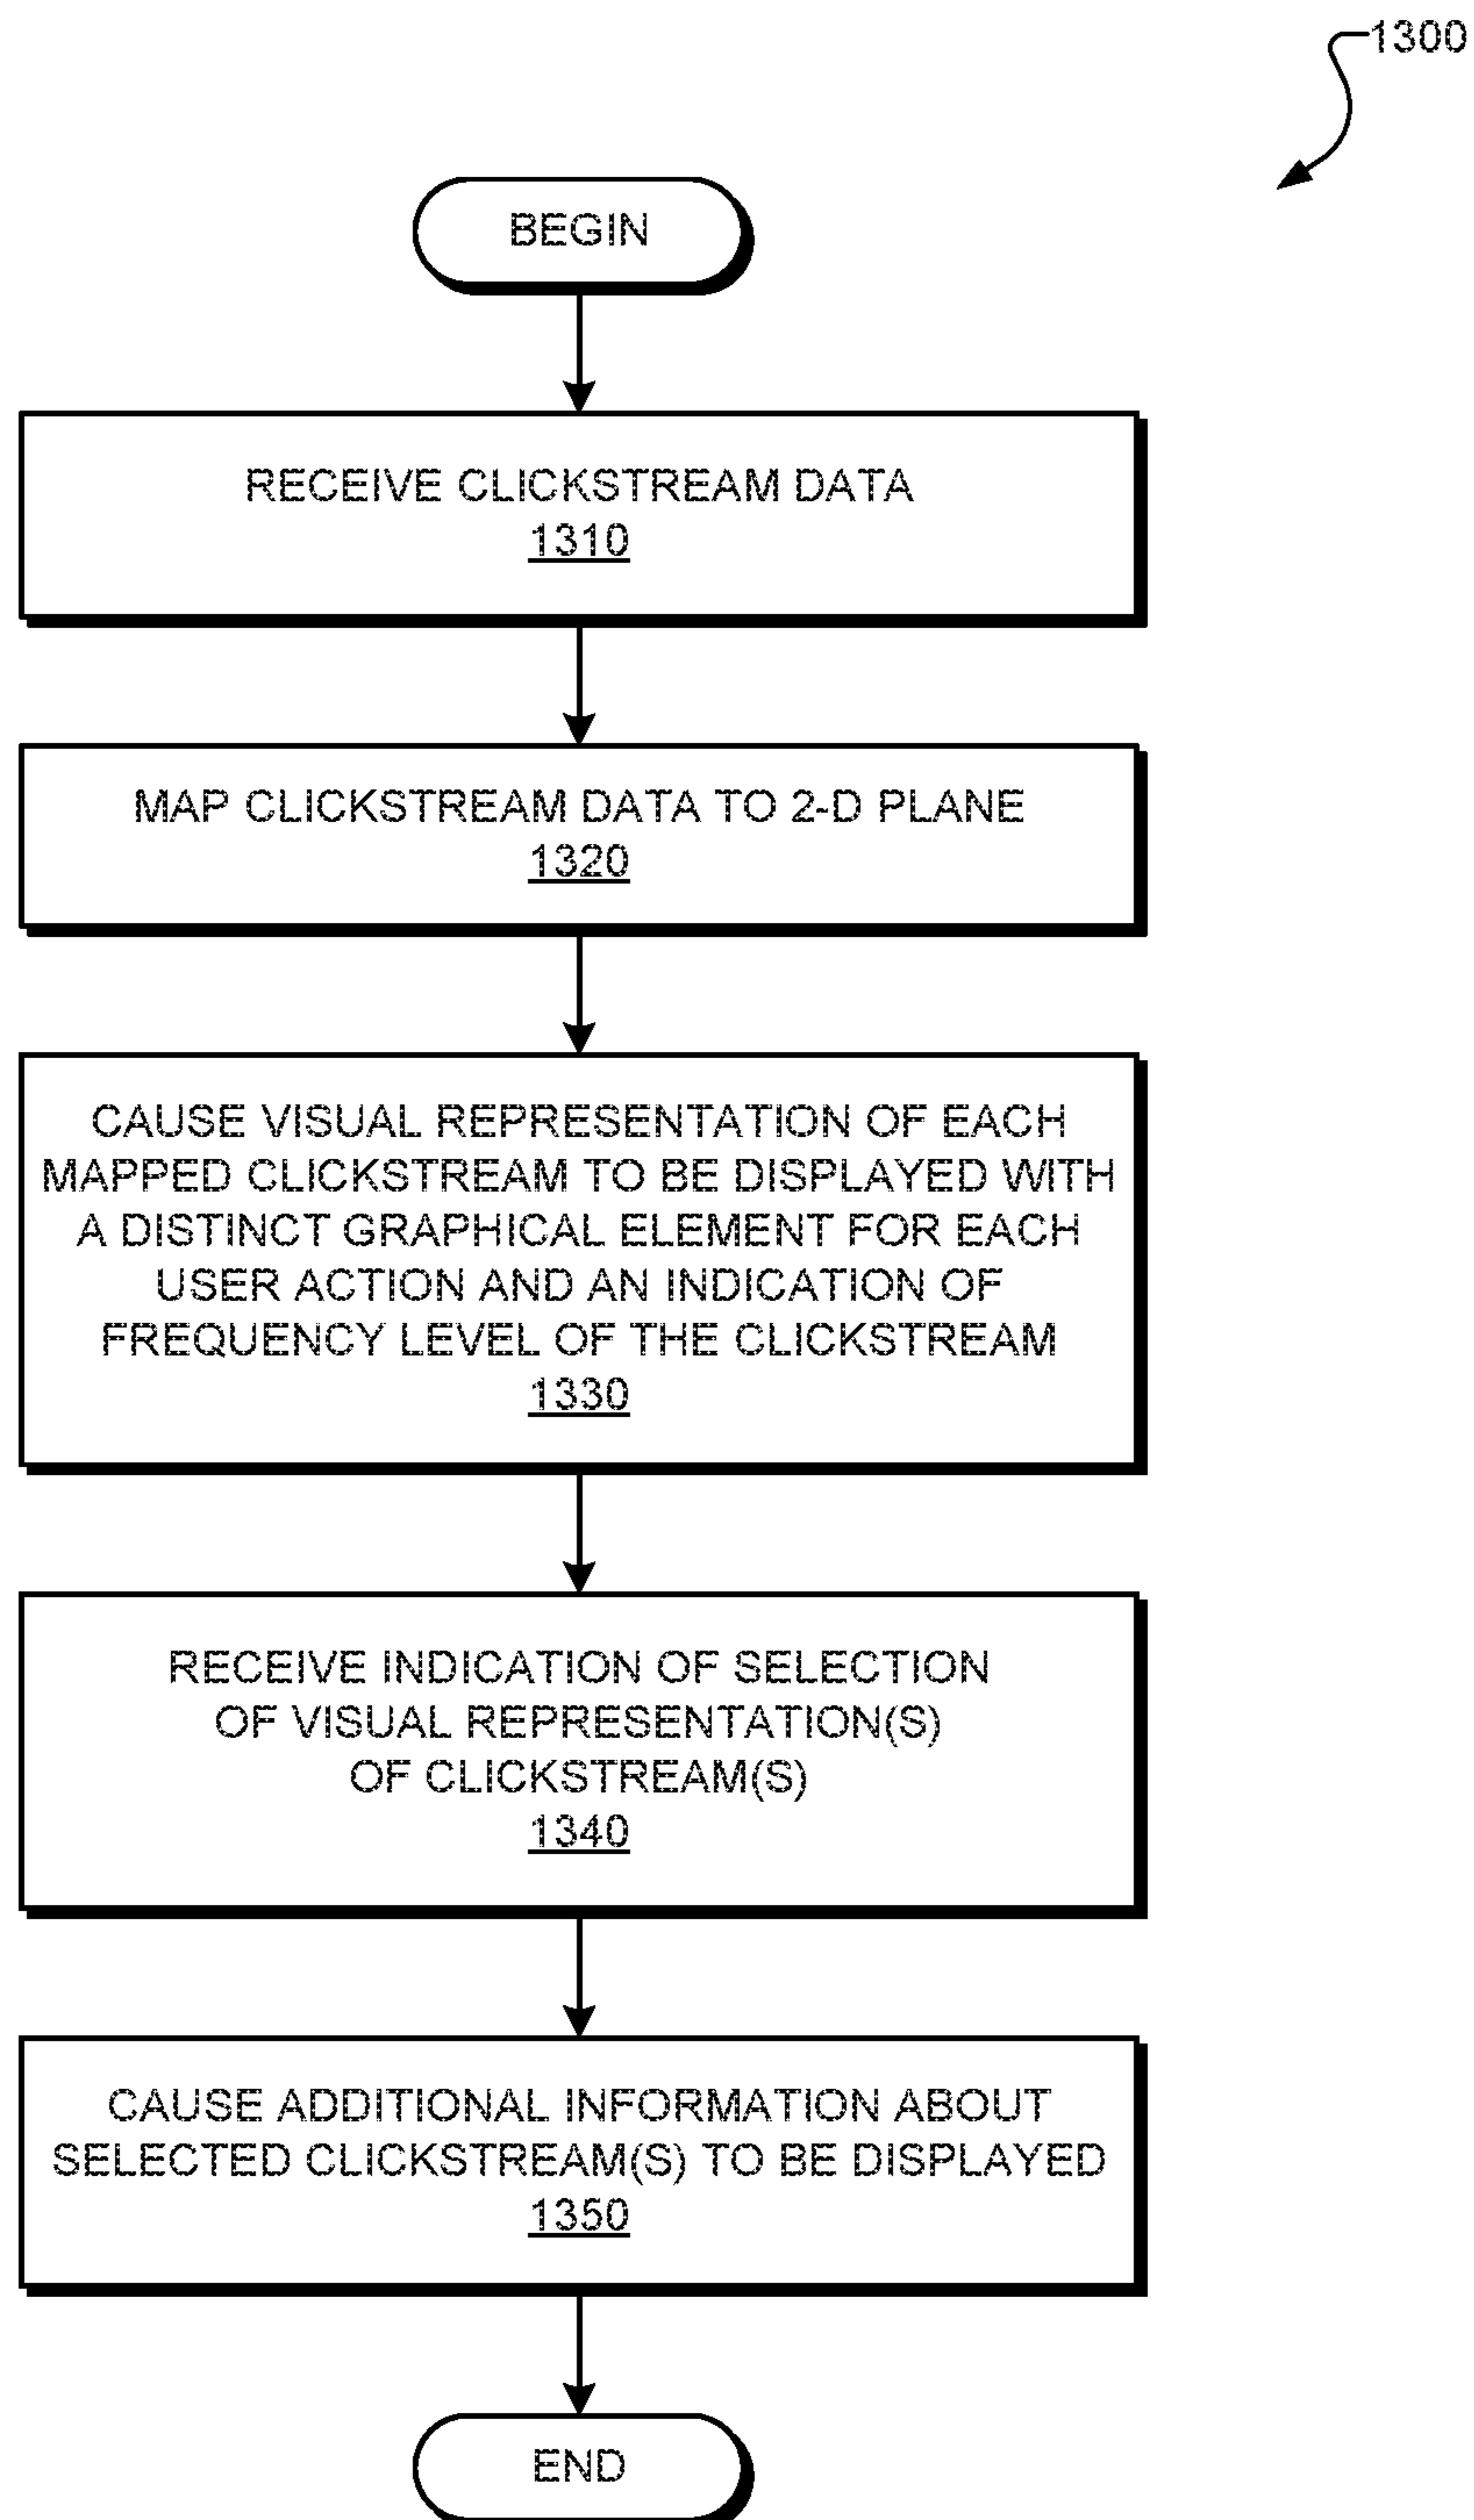 1300
BEGIN
RECEIVE CLICKSTREAM DATA
1310
MAP CLICKSTREAM DATA TO 2-D PLANE
1320
CAUSE VISUAL REPRESENTATION OF EACH
MAPPED CLICKSTREAM TO BE DISPLAYED WITH
A DISTINCT GRAPHICAL ELEMENT FOR EACH
USER ACTION AND AN INDICATION OF
FREQUENCY LEVEL OF THE CLICKSTREAM
1330
RECEIVE INDICATION OF SELECTION
OF VISUAL REPRESENTATION(S)
OF CLICKSTREAM(S)
1340
CAUSE ADDITIONAL INFORMATION ABOUT
SELECTED CLICKSTREAM(S) TO BE DISPLAYED
1350
END